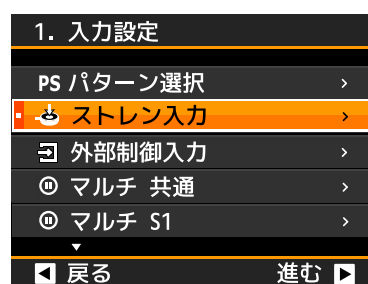 1. 入力設定
PS パターン選択 >
ストレン入力 >
外部制御入力 >
マルチ 共通 >
マルチ S1 >
▼
◀ 戻る 進む ▶